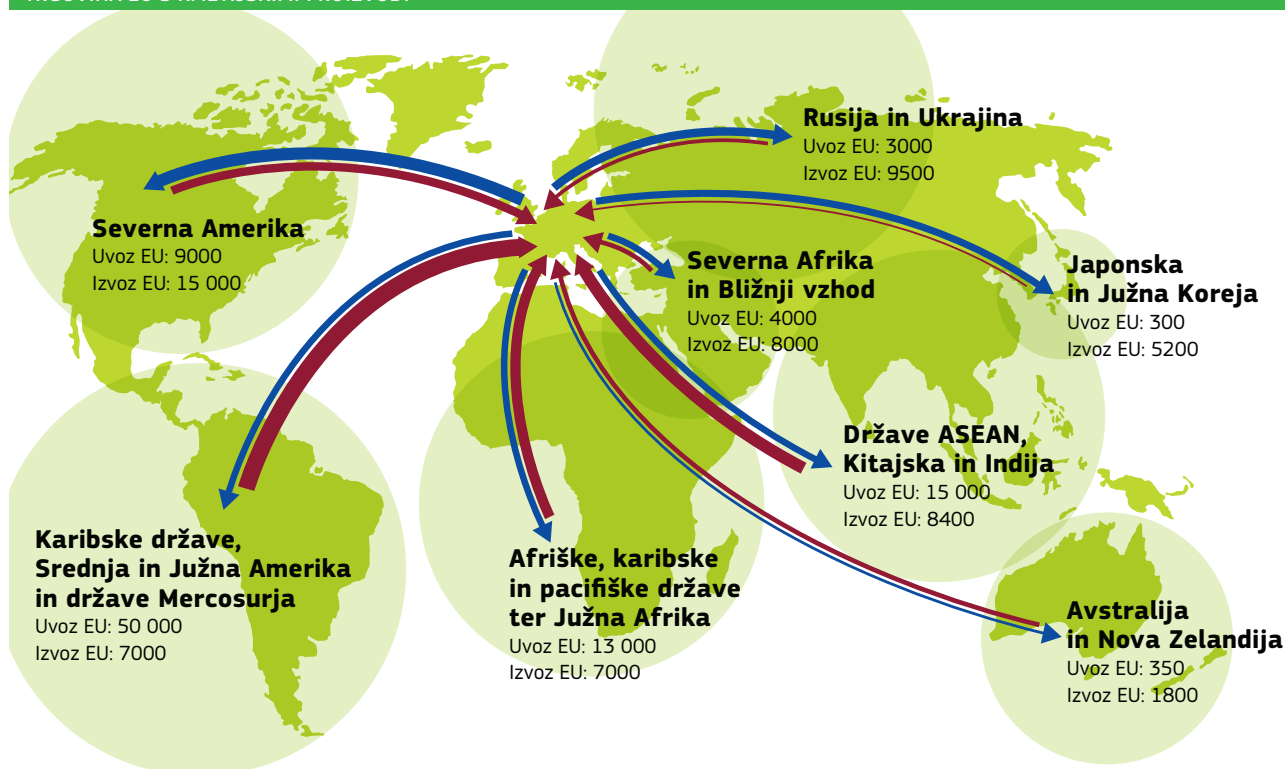 Rusija in Ukrajina
Uvoz EU: 3000
Izvoz EU: 9500
Severna Amerika
Uvoz EU: 9000
Izvoz EU: 15 000
Severna Afrika
in Bližnji vzhod
Uvoz EU: 4000
Izvoz EU: 8000
Japonska
in Južna Koreja
Uvoz EU: 300
Izvoz EU: 5200
Države ASEAN,
Kitajska in Indija
Uvoz EU: 15 000
Izvoz EU: 8400
Karibske države,
Srednja in Južna Amerika
in države Mercosurja
Uvoz EU: 50 000
Izvoz EU: 7000
Afriške, karibske
in pacifiške države
ter Južna Afrika
Uvoz EU: 13 000
Izvoz EU: 7000
Avstralija
in Nova Zelandija
Uvoz EU: 350
Izvoz EU: 1800